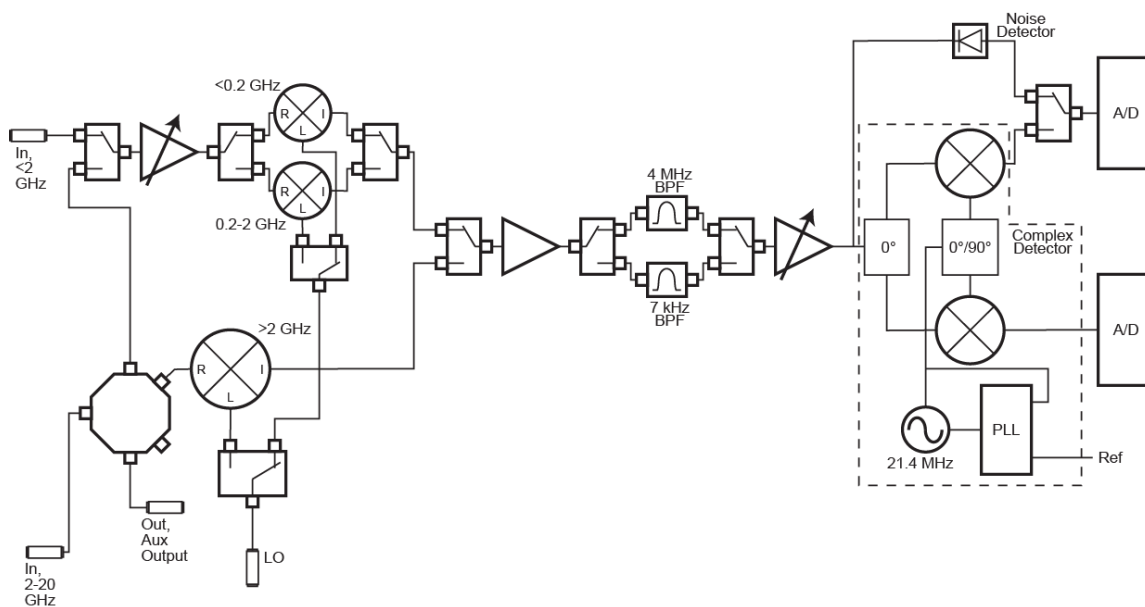 Noise
Detector
A/D
<0.2 GHz
R
I
L
In,
<2
GHz
R
I
L
0.2-2 GHz
4 MHz
BPF
0°
0°/90°
Complex
Detector
7 kHz
BPF
>2 GHz
R
I
L
A/D
PLL
21.4 MHz
Ref
Out,
Aux
Output
LO
In,
2-20
GHz